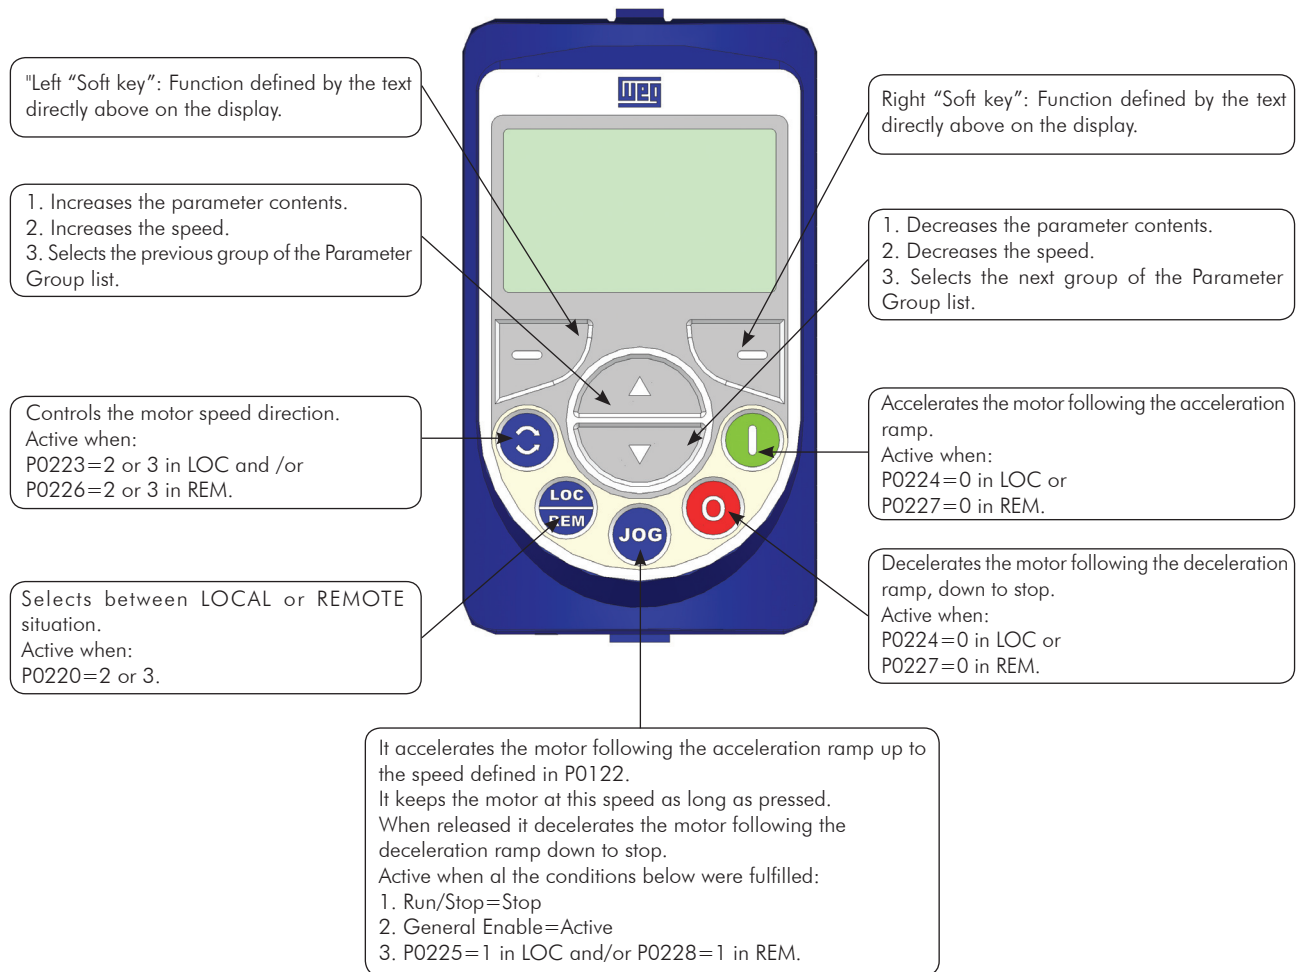 weg
"Left “Soft key”: Function defined by the text
directly above on the display.
Right “Soft key”: Function defined by the text
directly above on the display.
1. Increases the parameter contents.
2. Increases the speed.
3. Selects the previous group of the Parameter
Group list.
1. Decreases the parameter contents.
2. Decreases the speed.
3. Selects the next group of the Parameter
Group list.
Controls the motor speed direction.
Active when:
P0223=2 or 3 in LOC and /or
P0226=2 or 3 in REM.
Accelerates the motor following the acceleration
ramp.
Active when:
P0224=0 in LOC or
P0227=0 in REM.
LOC
REM
JOG
Selects between LOCAL or REMOTE
situation.
Active when:
P0220=2 or 3.
Decelerates the motor following the deceleration
ramp, down to stop.
Active when:
P0224=0 in LOC or
P0227=0 in REM.
It accelerates the motor following the acceleration ramp up to
the speed defined in P0122.
It keeps the motor at this speed as long as pressed.
When released it decelerates the motor following the
deceleration ramp down to stop.
Active when al the conditions below were fulfilled:
1. Run/Stop=Stop
2. General Enable=Active
3. P0225=1 in LOC and/or P0228=1 in REM.